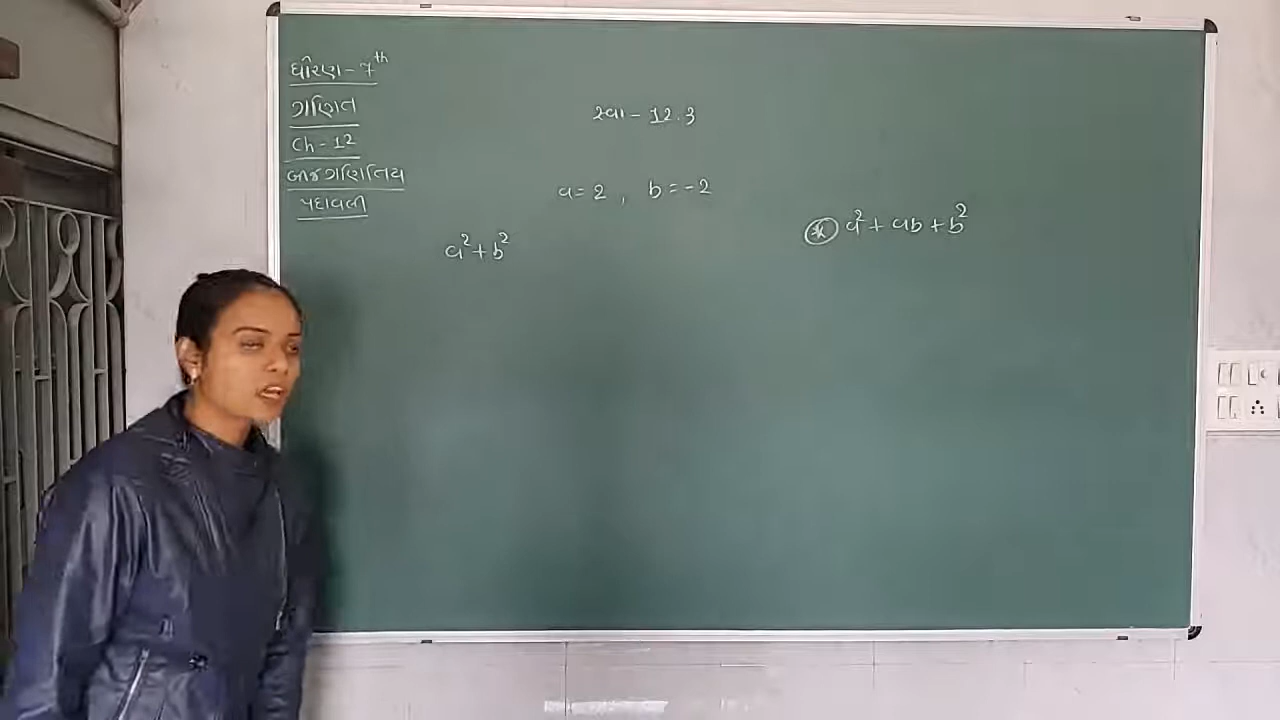 ધોરણ - 7th
ગણિત
Ch - 12
બીજગણિતિય
પદાવલી
સ્વા - 12.3
a = 2 , b = -2
a² + b²
* a² + ab + b²